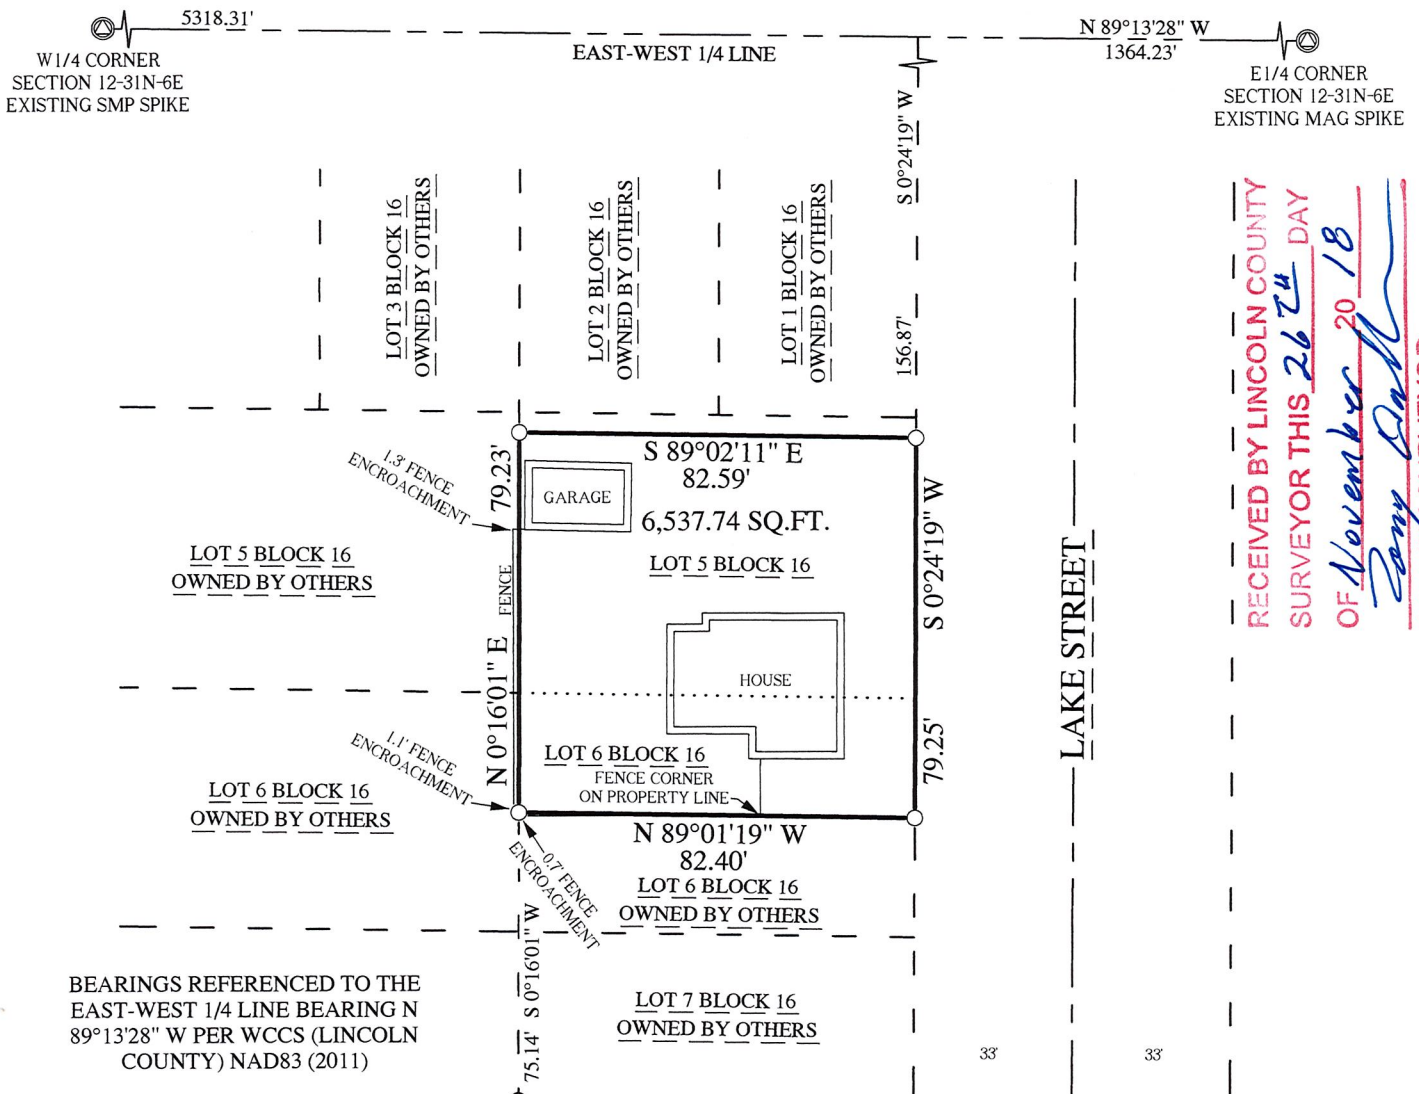 5318.31'
N 89°13'28" W
1364.23'
EAST-WEST 1/4 LINE
W1/4 CORNER
SECTION 12-31N-6E
EXISTING SMP SPIKE
E1/4 CORNER
SECTION 12-31N-6E
EXISTING MAG SPIKE
S 0°24'19" W
156.87'
LOT 3 BLOCK 16
OWNED BY OTHERS
LOT 2 BLOCK 16
OWNED BY OTHERS
LOT 1 BLOCK 16
OWNED BY OTHERS
RECEIVED BY LINCOLN COUNTY
SURVEYOR THIS 26TH DAY
OF November 20 18
S 89°02'11" E
82.59'
6,537.74 SQ.FT.
LOT 5 BLOCK 16
GARAGE
79.23'
N 0°16'01" E
FENCE
1.3' FENCE
ENCROACHMENT
LOT 5 BLOCK 16
OWNED BY OTHERS
S 0°24'19" W
79.25'
LAKE STREET
HOUSE
LOT 6 BLOCK 16
FENCE CORNER
ON PROPERTY LINE
1.1' FENCE
ENCROACHMENT
LOT 6 BLOCK 16
OWNED BY OTHERS
N 89°01'19" W
82.40'
0.7' FENCE
ENCROACHMENT
LOT 6 BLOCK 16
OWNED BY OTHERS
S 0°16'01" W
75.14'
LOT 7 BLOCK 16
OWNED BY OTHERS
BEARINGS REFERENCED TO THE
EAST-WEST 1/4 LINE BEARING N
89°13'28" W PER WCCS (LINCOLN
COUNTY) NAD83 (2011)
33'
33'